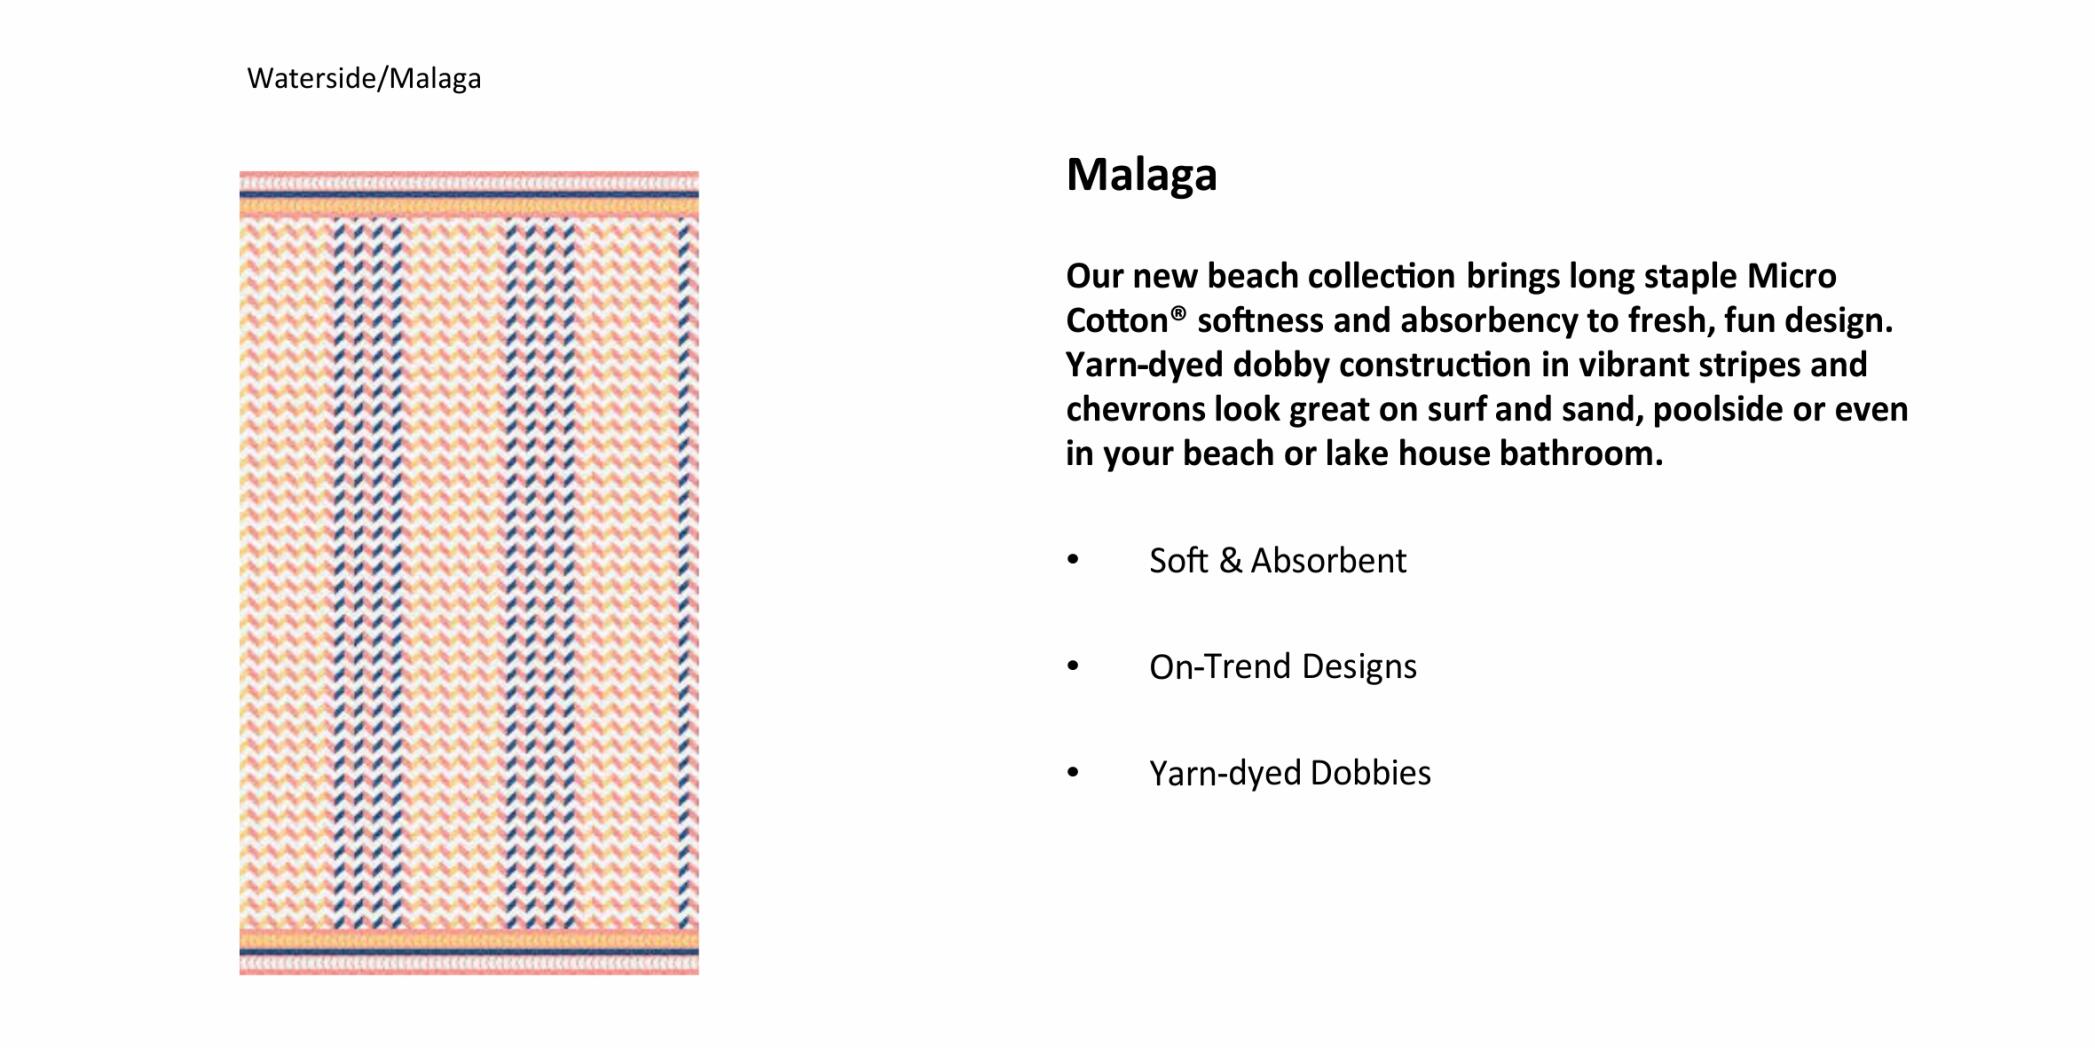 Waterside/Malaga
Malaga
Our new beach collection brings long staple Micro
Cotton® softness and absorbency to fresh, fun design.
Yarn-dyed dobby construction in vibrant stripes and
chevrons look great on surf and sand, poolside or even
in your beach or lake house bathroom.
• Soft & Absorbent
• On-Trend Designs
• Yarn-dyed Dobbies